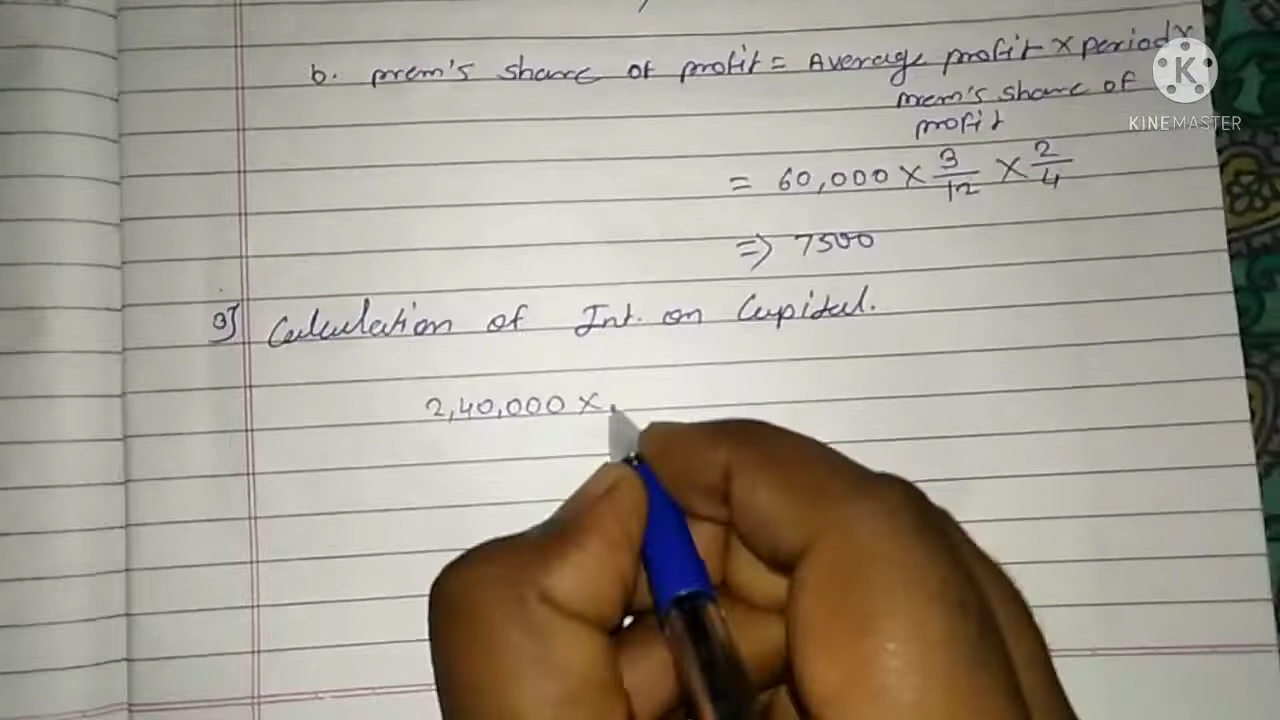 b. prem's share of profit = Average profit × period ×
prem's share of
profit
= 60,000 × 3/12 × 2/4
⇒ 7500
9] Calculation of Int. on Capital.
2,40,000 ×
K
KINEMASTER